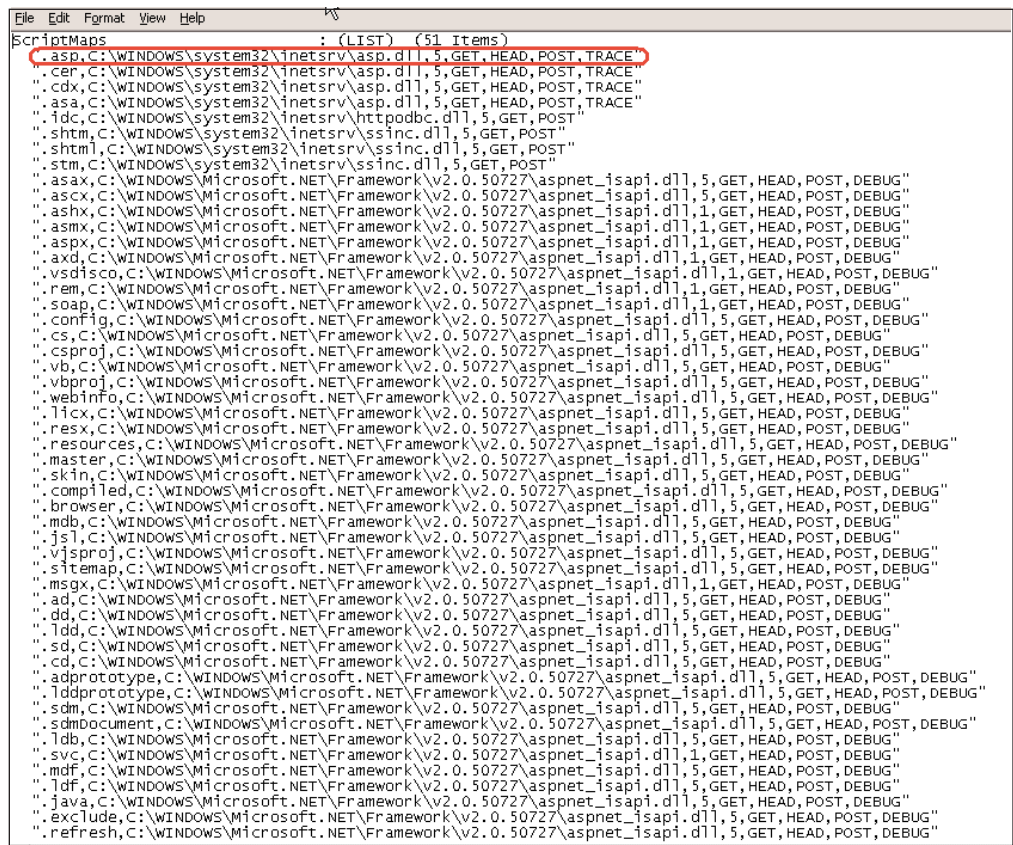 File Edit Format View Help
ScriptMaps : (LIST) (51 Items)
".asp,C:\WINDOWS\system32\inetsrv\asp.dll,5,GET,HEAD,POST,TRACE"
".cer,C:\WINDOWS\system32\inetsrv\asp.dll,5,GET,HEAD,POST,TRACE"
".cdx,C:\WINDOWS\system32\inetsrv\asp.dll,5,GET,HEAD,POST,TRACE"
".asa,C:\WINDOWS\system32\inetsrv\asp.dll,5,GET,HEAD,POST,TRACE"
".idc,C:\WINDOWS\system32\inetsrv\httpodbc.dll,5,GET,POST"
".shtm,C:\WINDOWS\system32\inetsrv\ssinc.dll,5,GET,POST"
".shtml,C:\WINDOWS\system32\inetsrv\ssinc.dll,5,GET,POST"
".stm,C:\WINDOWS\system32\inetsrv\ssinc.dll,5,GET,POST"
".asax,C:\WINDOWS\Microsoft.NET\Framework\v2.0.50727\aspnet_isapi.dll,5,GET,HEAD,POST,DEBUG"
".ascx,C:\WINDOWS\Microsoft.NET\Framework\v2.0.50727\aspnet_isapi.dll,5,GET,HEAD,POST,DEBUG"
".ashx,C:\WINDOWS\Microsoft.NET\Framework\v2.0.50727\aspnet_isapi.dll,1,GET,HEAD,POST,DEBUG"
".asmx,C:\WINDOWS\Microsoft.NET\Framework\v2.0.50727\aspnet_isapi.dll,1,GET,HEAD,POST,DEBUG"
".aspx,C:\WINDOWS\Microsoft.NET\Framework\v2.0.50727\aspnet_isapi.dll,1,GET,HEAD,POST,DEBUG"
".axd,C:\WINDOWS\Microsoft.NET\Framework\v2.0.50727\aspnet_isapi.dll,1,GET,HEAD,POST,DEBUG"
".vsdisco,C:\WINDOWS\Microsoft.NET\Framework\v2.0.50727\aspnet_isapi.dll,1,GET,HEAD,POST,DEBUG"
".rem,C:\WINDOWS\Microsoft.NET\Framework\v2.0.50727\aspnet_isapi.dll,1,GET,HEAD,POST,DEBUG"
".soap,C:\WINDOWS\Microsoft.NET\Framework\v2.0.50727\aspnet_isapi.dll,1,GET,HEAD,POST,DEBUG"
".config,C:\WINDOWS\Microsoft.NET\Framework\v2.0.50727\aspnet_isapi.dll,5,GET,HEAD,POST,DEBUG"
".cs,C:\WINDOWS\Microsoft.NET\Framework\v2.0.50727\aspnet_isapi.dll,5,GET,HEAD,POST,DEBUG"
".csproj,C:\WINDOWS\Microsoft.NET\Framework\v2.0.50727\aspnet_isapi.dll,5,GET,HEAD,POST,DEBUG"
".vb,C:\WINDOWS\Microsoft.NET\Framework\v2.0.50727\aspnet_isapi.dll,5,GET,HEAD,POST,DEBUG"
".vbproj,C:\WINDOWS\Microsoft.NET\Framework\v2.0.50727\aspnet_isapi.dll,5,GET,HEAD,POST,DEBUG"
".webinfo,C:\WINDOWS\Microsoft.NET\Framework\v2.0.50727\aspnet_isapi.dll,5,GET,HEAD,POST,DEBUG"
".licx,C:\WINDOWS\Microsoft.NET\Framework\v2.0.50727\aspnet_isapi.dll,5,GET,HEAD,POST,DEBUG"
".resx,C:\WINDOWS\Microsoft.NET\Framework\v2.0.50727\aspnet_isapi.dll,5,GET,HEAD,POST,DEBUG"
".resources,C:\WINDOWS\Microsoft.NET\Framework\v2.0.50727\aspnet_isapi.dll,5,GET,HEAD,POST,DEBUG"
".master,C:\WINDOWS\Microsoft.NET\Framework\v2.0.50727\aspnet_isapi.dll,5,GET,HEAD,POST,DEBUG"
".skin,C:\WINDOWS\Microsoft.NET\Framework\v2.0.50727\aspnet_isapi.dll,5,GET,HEAD,POST,DEBUG"
".compiled,C:\WINDOWS\Microsoft.NET\Framework\v2.0.50727\aspnet_isapi.dll,5,GET,HEAD,POST,DEBUG"
".browser,C:\WINDOWS\Microsoft.NET\Framework\v2.0.50727\aspnet_isapi.dll,5,GET,HEAD,POST,DEBUG"
".mdb,C:\WINDOWS\Microsoft.NET\Framework\v2.0.50727\aspnet_isapi.dll,5,GET,HEAD,POST,DEBUG"
".jsl,C:\WINDOWS\Microsoft.NET\Framework\v2.0.50727\aspnet_isapi.dll,5,GET,HEAD,POST,DEBUG"
".vjsproj,C:\WINDOWS\Microsoft.NET\Framework\v2.0.50727\aspnet_isapi.dll,5,GET,HEAD,POST,DEBUG"
".sitemap,C:\WINDOWS\Microsoft.NET\Framework\v2.0.50727\aspnet_isapi.dll,5,GET,HEAD,POST,DEBUG"
".msgx,C:\WINDOWS\Microsoft.NET\Framework\v2.0.50727\aspnet_isapi.dll,1,GET,HEAD,POST,DEBUG"
".ad,C:\WINDOWS\Microsoft.NET\Framework\v2.0.50727\aspnet_isapi.dll,5,GET,HEAD,POST,DEBUG"
".dd,C:\WINDOWS\Microsoft.NET\Framework\v2.0.50727\aspnet_isapi.dll,5,GET,HEAD,POST,DEBUG"
".ldd,C:\WINDOWS\Microsoft.NET\Framework\v2.0.50727\aspnet_isapi.dll,5,GET,HEAD,POST,DEBUG"
".sd,C:\WINDOWS\Microsoft.NET\Framework\v2.0.50727\aspnet_isapi.dll,5,GET,HEAD,POST,DEBUG"
".cd,C:\WINDOWS\Microsoft.NET\Framework\v2.0.50727\aspnet_isapi.dll,5,GET,HEAD,POST,DEBUG"
".adprototype,C:\WINDOWS\Microsoft.NET\Framework\v2.0.50727\aspnet_isapi.dll,5,GET,HEAD,POST,DEBUG"
".lddprototype,C:\WINDOWS\Microsoft.NET\Framework\v2.0.50727\aspnet_isapi.dll,5,GET,HEAD,POST,DEBUG"
".sdm,C:\WINDOWS\Microsoft.NET\Framework\v2.0.50727\aspnet_isapi.dll,5,GET,HEAD,POST,DEBUG"
".sdmDocument,C:\WINDOWS\Microsoft.NET\Framework\v2.0.50727\aspnet_isapi.dll,5,GET,HEAD,POST,DEBUG"
".ldb,C:\WINDOWS\Microsoft.NET\Framework\v2.0.50727\aspnet_isapi.dll,5,GET,HEAD,POST,DEBUG"
".svc,C:\WINDOWS\Microsoft.NET\Framework\v2.0.50727\aspnet_isapi.dll,1,GET,HEAD,POST,DEBUG"
".mdf,C:\WINDOWS\Microsoft.NET\Framework\v2.0.50727\aspnet_isapi.dll,5,GET,HEAD,POST,DEBUG"
".ldf,C:\WINDOWS\Microsoft.NET\Framework\v2.0.50727\aspnet_isapi.dll,5,GET,HEAD,POST,DEBUG"
".java,C:\WINDOWS\Microsoft.NET\Framework\v2.0.50727\aspnet_isapi.dll,5,GET,HEAD,POST,DEBUG"
".exclude,C:\WINDOWS\Microsoft.NET\Framework\v2.0.50727\aspnet_isapi.dll,5,GET,HEAD,POST,DEBUG"
".refresh,C:\WINDOWS\Microsoft.NET\Framework\v2.0.50727\aspnet_isapi.dll,5,GET,HEAD,POST,DEBUG"